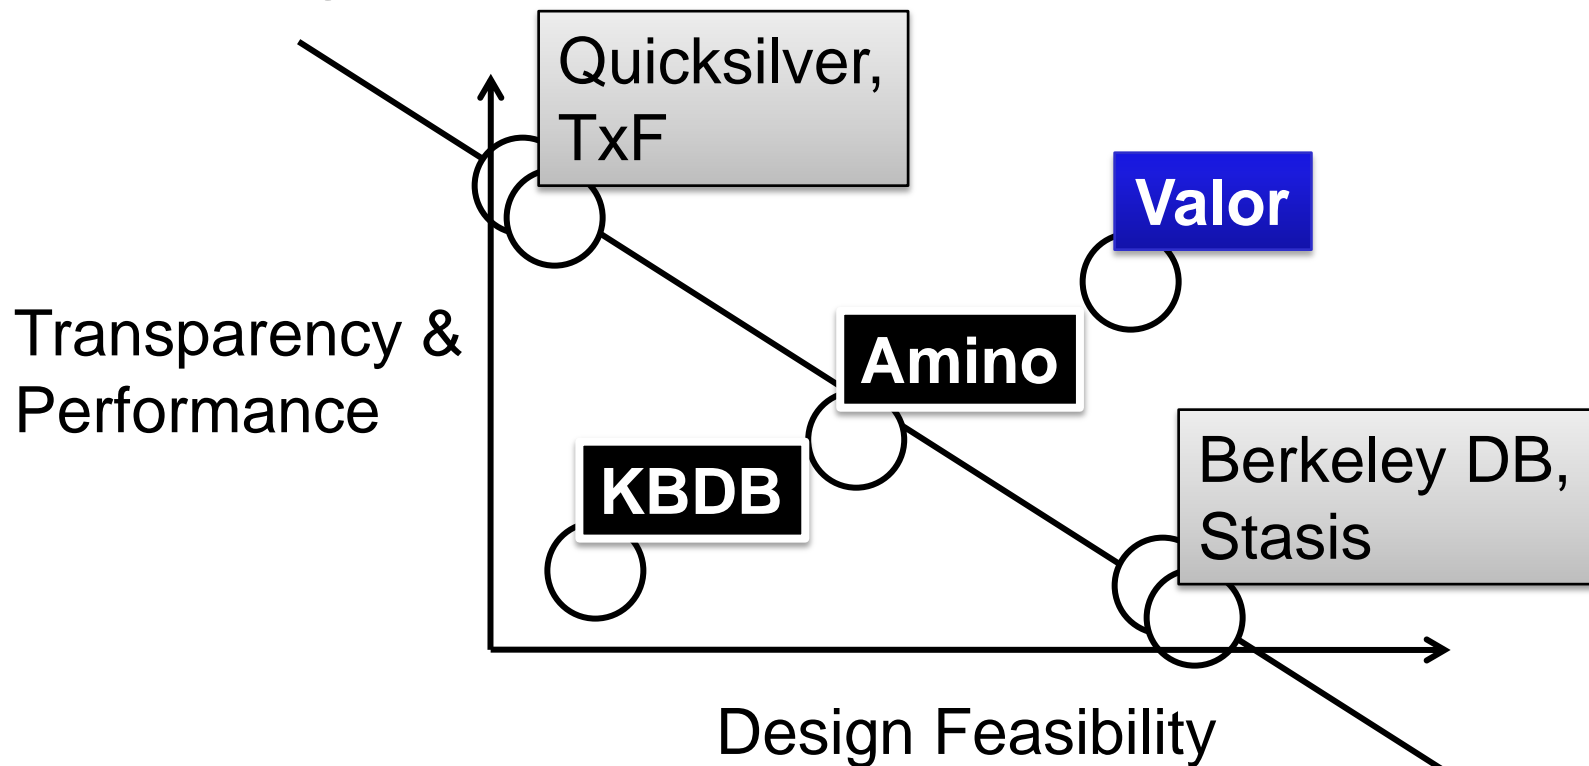 Quicksilver,
TxF
Valor
Transparency &
Performance
Amino
KBDB
Berkeley DB,
Stasis
Design Feasibility